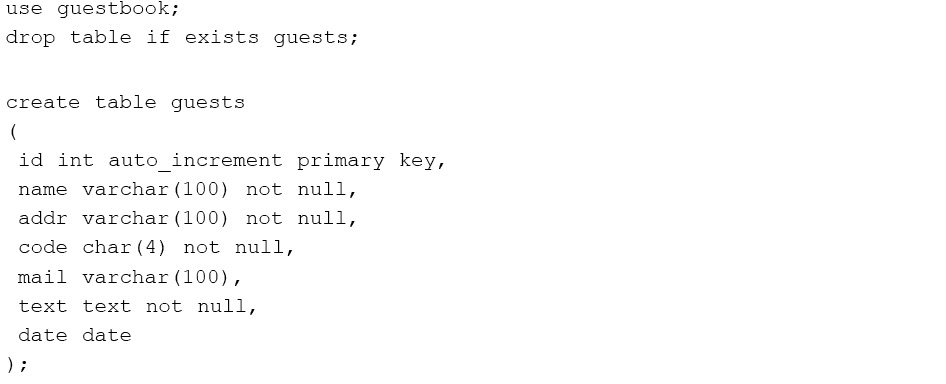 use guestbook;
drop table if exists guests;

create table guests
(
 id int auto_increment primary key,
 name varchar(100) not null,
 addr varchar(100) not null,
 code char(4) not null,
 mail varchar(100),
 text text not null,
 date date
);